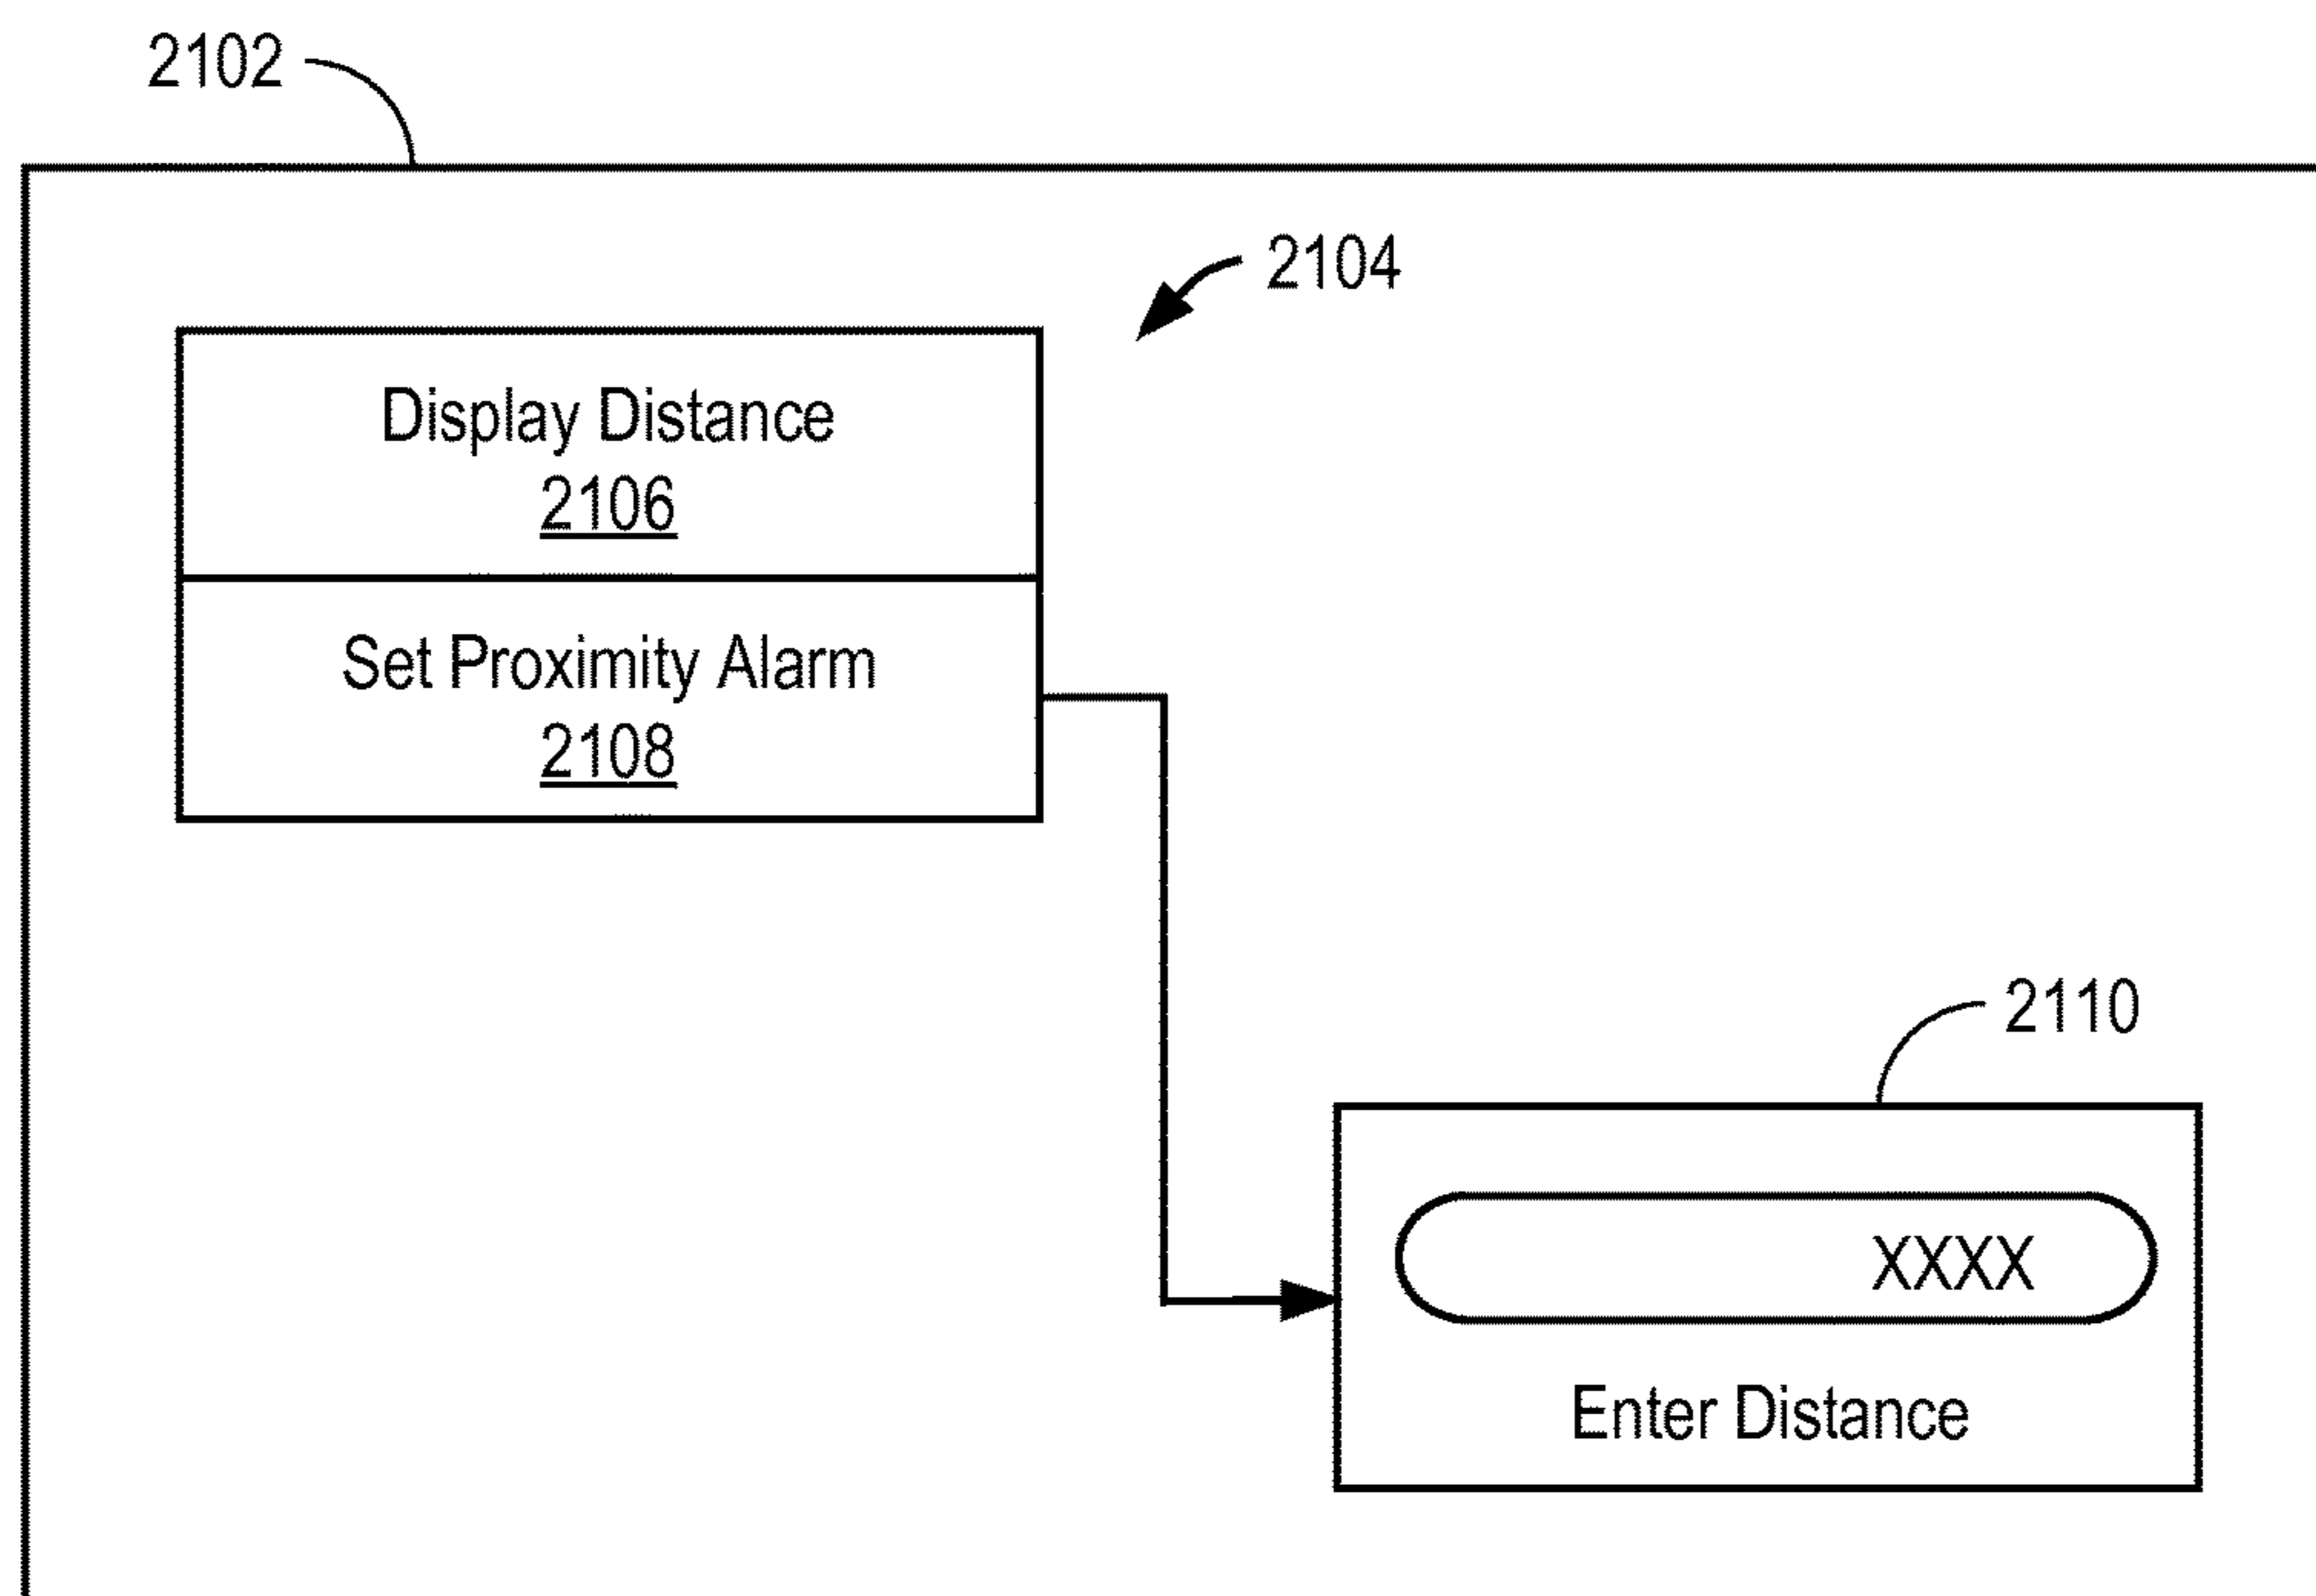 2102
2104
Display Distance
2106
Set Proximity Alarm
2108
2110
XXXX
Enter Distance